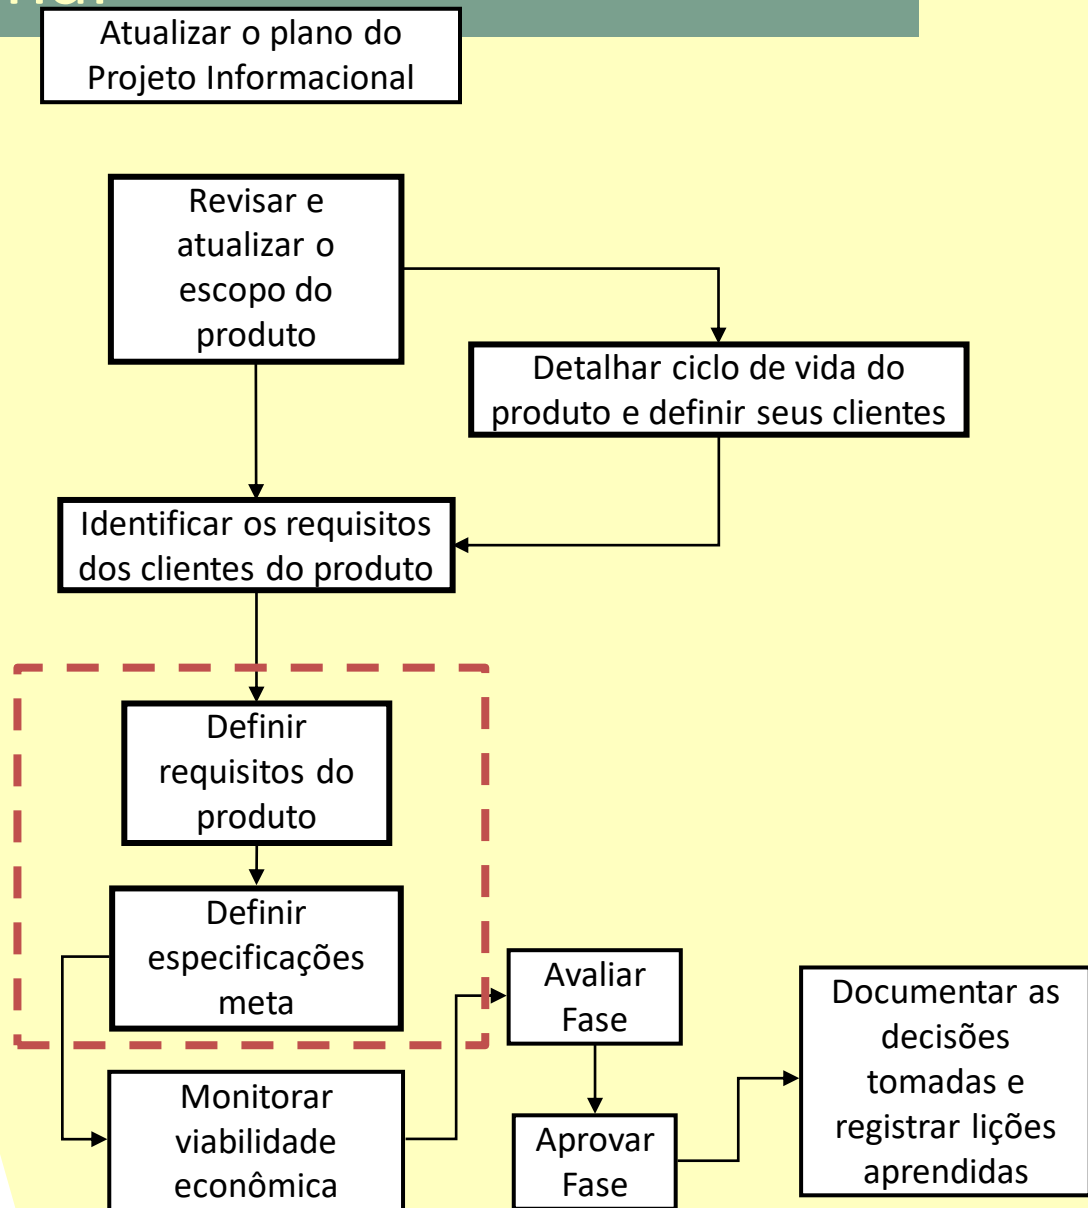 Atualizar o plano do
Projeto Informacional
Revisar e
atualizar o
escopo do
produto
Detalhar ciclo de vida do
produto e definir seus clientes
Identificar os requisitos
dos clientes do produto
Definir
requisitos do
produto
Definir
especificações
meta
Monitorar
viabilidade
econômica
Avaliar
Fase
Aprovar
Fase
Documentar as
decisões
tomadas e
registrar lições
aprendidas